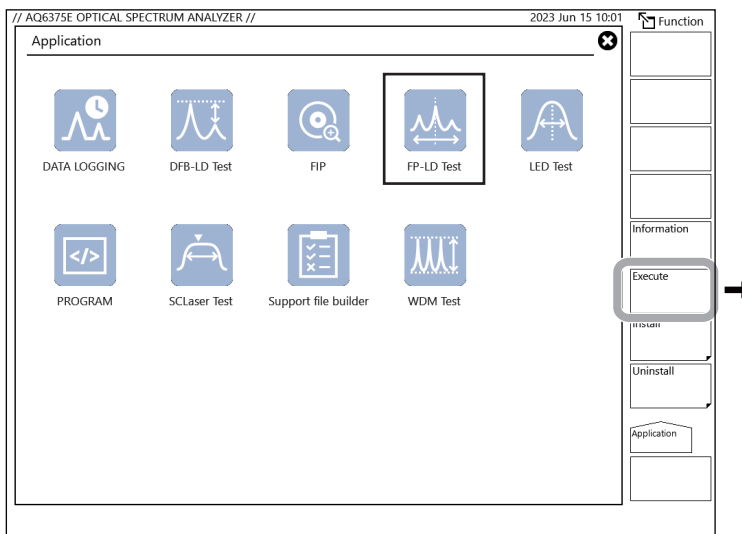 // AQ6375E OPTICAL SPECTRUM ANALYZER // 2023 Jun 15 10:01
Function
Application
DATA LOGGING DFB-LD Test FIP FP-LD Test LED Test
Information
</>
Execute
PROGRAM SCLaser Test Support file builder WDM Test
Install
Uninstall
Application